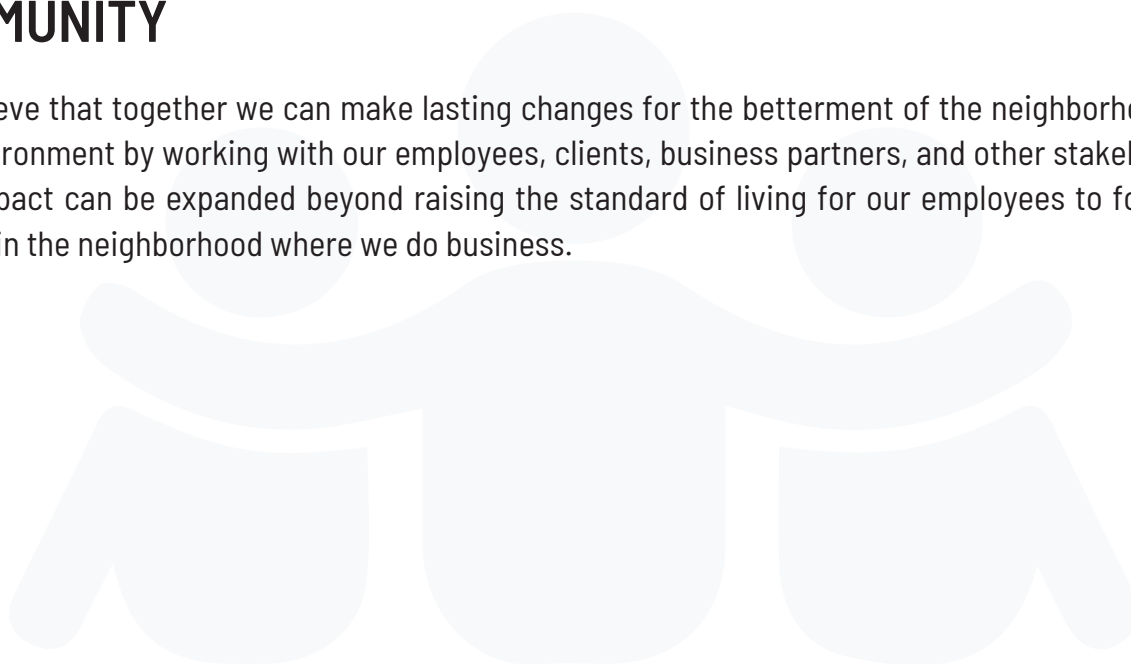 MUNITY
eve that together we can make lasting changes for the betterment of the neighborho
ronment by working with our employees, clients, business partners, and other stakeh
pact can be expanded beyond raising the standard of living for our employees to fo
in the neighborhood where we do business.